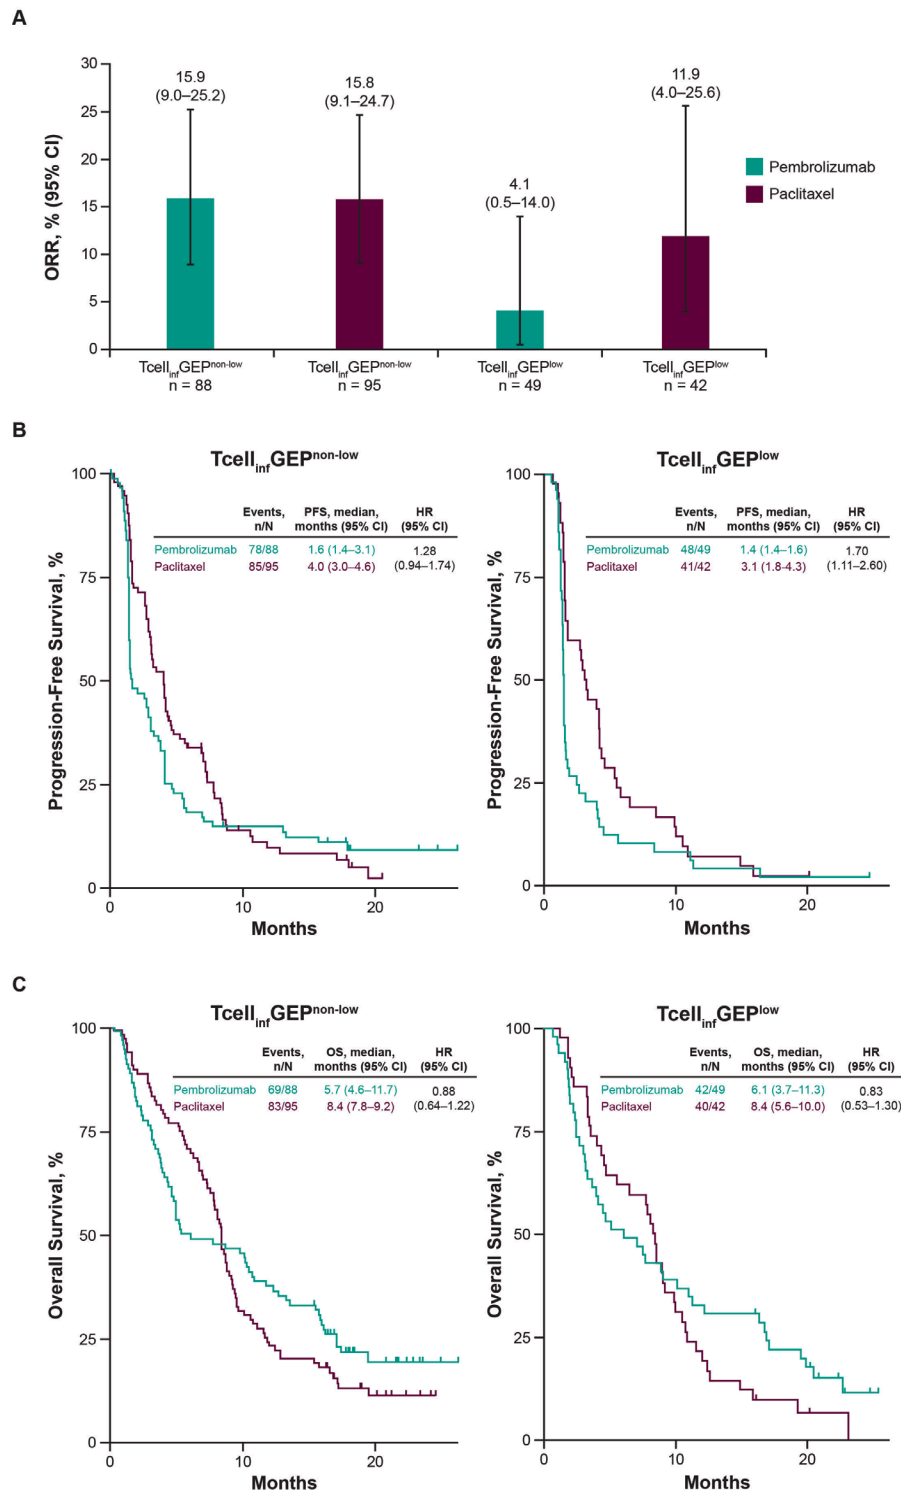 A
ORR, % (95% CI)
30
25
20
15
10
5
0
15.9
(9.0–25.2)
15.8
(9.1–24.7)
4.1
(0.5–14.0)
11.9
(4.0–25.6)
Pembrolizumab
Paclitaxel
TcellinfGEPnon-low
n = 88
TcellinfGEPnon-low
n = 95
TcellinfGEPlow
n = 49
TcellinfGEPlow
n = 42
B
TcellinfGEPnon-low
Progression-Free Survival, %
100
75
50
25
0
Events, n/N PFS, median, months (95% CI) HR (95% CI)
Pembrolizumab 78/88 1.6 (1.4–3.1) 1.28
Paclitaxel 85/95 4.0 (3.0–4.6) (0.94–1.74)
0 10 20
Months
TcellinfGEPlow
Progression-Free Survival, %
100
75
50
25
0
Events, n/N PFS, median, months (95% CI) HR (95% CI)
Pembrolizumab 48/49 1.4 (1.4–1.6) 1.70
Paclitaxel 41/42 3.1 (1.8-4.3) (1.11–2.60)
0 10 20
Months
C
TcellinfGEPnon-low
Overall Survival, %
100
75
50
25
0
Events, n/N OS, median, months (95% CI) HR (95% CI)
Pembrolizumab 69/88 5.7 (4.6–11.7) 0.88
Paclitaxel 83/95 8.4 (7.8–9.2) (0.64–1.22)
0 10 20
Months
TcellinfGEPlow
Overall Survival, %
100
75
50
25
0
Events, n/N OS, median, months (95% CI) HR (95% CI)
Pembrolizumab 42/49 6.1 (3.7–11.3) 0.83
Paclitaxel 40/42 8.4 (5.6–10.0) (0.53–1.30)
0 10 20
Months